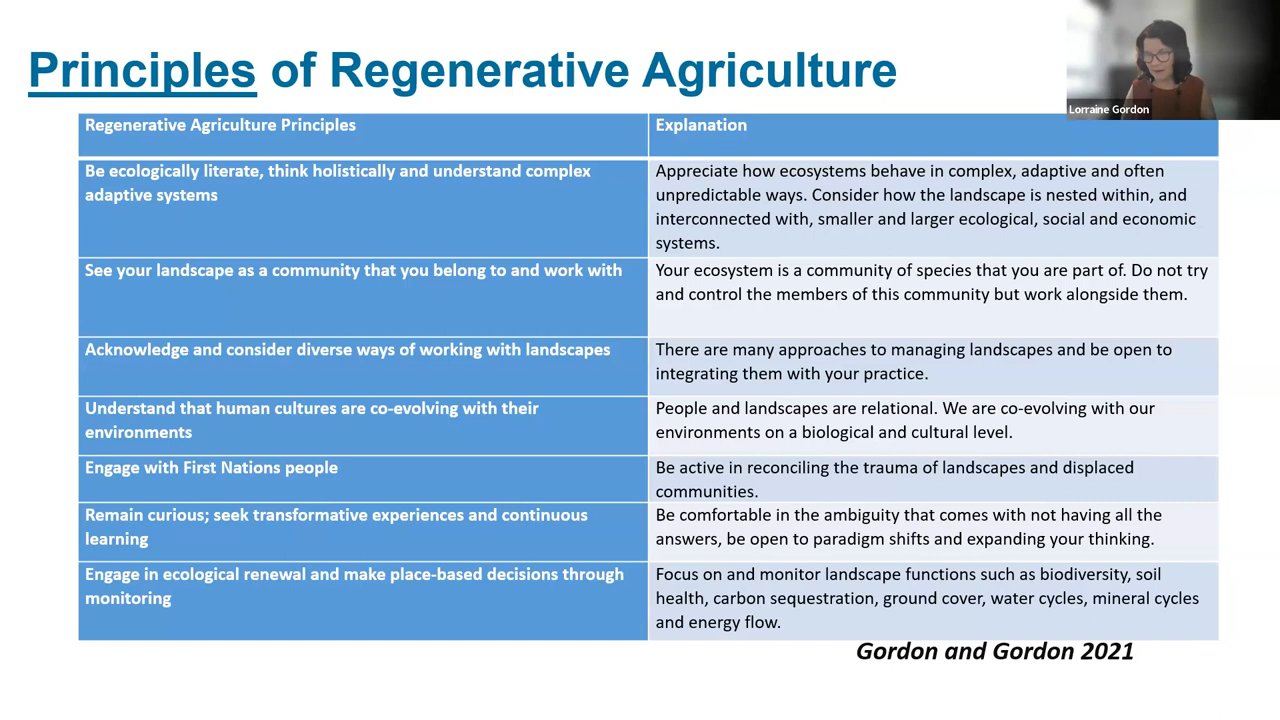 Principles of Regenerative Agriculture
Lorraine Gordon
Regenerative Agriculture Principles
Explanation
Be ecologically literate, think holistically and understand complex
adaptive systems
Appreciate how ecosystems behave in complex, adaptive and often
unpredictable ways. Consider how the landscape is nested within, and
interconnected with, smaller and larger ecological, social and economic
systems.
See your landscape as a community that you belong to and work with
Your ecosystem is a community of species that you are part of. Do not try
and control the members of this community but work alongside them.
Acknowledge and consider diverse ways of working with landscapes
There are many approaches to managing landscapes and be open to
integrating them with your practice.
Understand that human cultures are co-evolving with their
environments
People and landscapes are relational. We are co-evolving with our
environments on a biological and cultural level.
Engage with First Nations people
Be active in reconciling the trauma of landscapes and displaced
communities.
Remain curious; seek transformative experiences and continuous
learning
Be comfortable in the ambiguity that comes with not having all the
answers, be open to paradigm shifts and expanding your thinking.
Engage in ecological renewal and make place-based decisions through
monitoring
Focus on and monitor landscape functions such as biodiversity, soil
health, carbon sequestration, ground cover, water cycles, mineral cycles
and energy flow.
Gordon and Gordon 2021